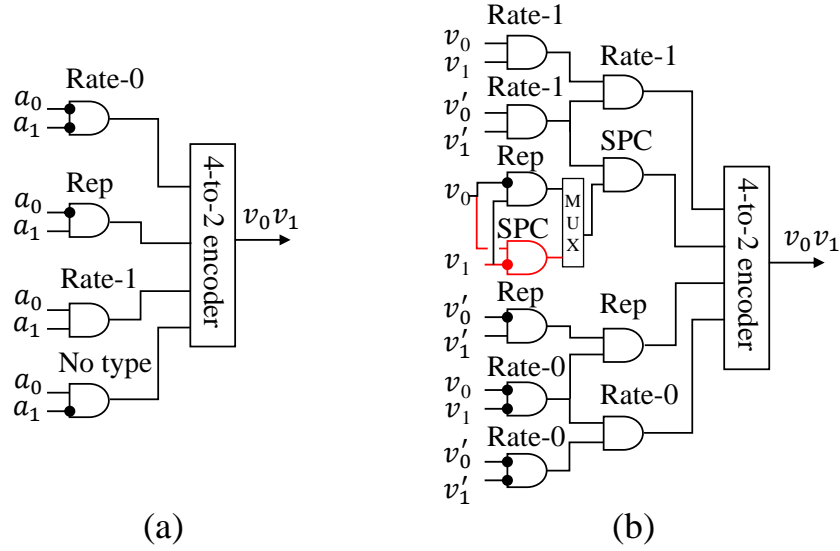 Rate-0
a₀
a₁
Rep
a₀
a₁
Rate-1
a₀
a₁
No type
a₀
a₁
4-to-2 encoder
v₀v₁
(a)
Rate-1
v₀
v₁
Rate-1
Rate-1
v′₀
v′₁
SPC
Rep
v₀
SPC
v₁
MUX
Rep
v′₀
v′₁
Rep
Rate-0
v₀
v₁
Rate-0
Rate-0
v′₀
v′₁
4-to-2 encoder
v₀v₁
(b)